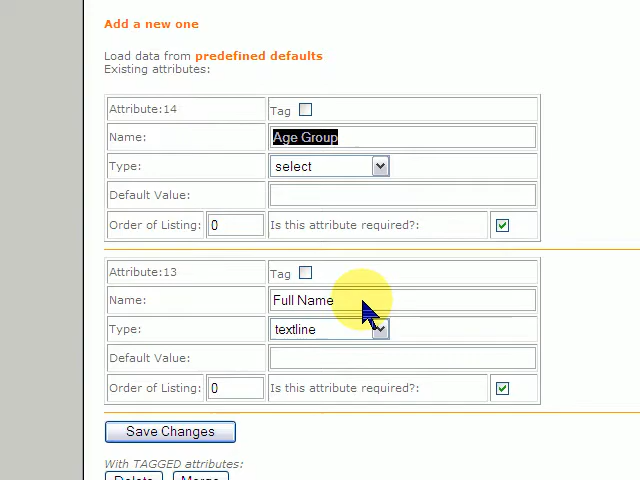 Add a new one
Load data from predefined defaults
Existing attributes:
Attribute:14 Tag
Name: Age Group
Type: select
Default Value:
Order of Listing: 0 Is this attribute required?:
Attribute:13 Tag
Name: Full Name
Type: textline
Default Value:
Order of Listing: 0 Is this attribute required?:
Save Changes
With TAGGED attributes:
Delete Merge